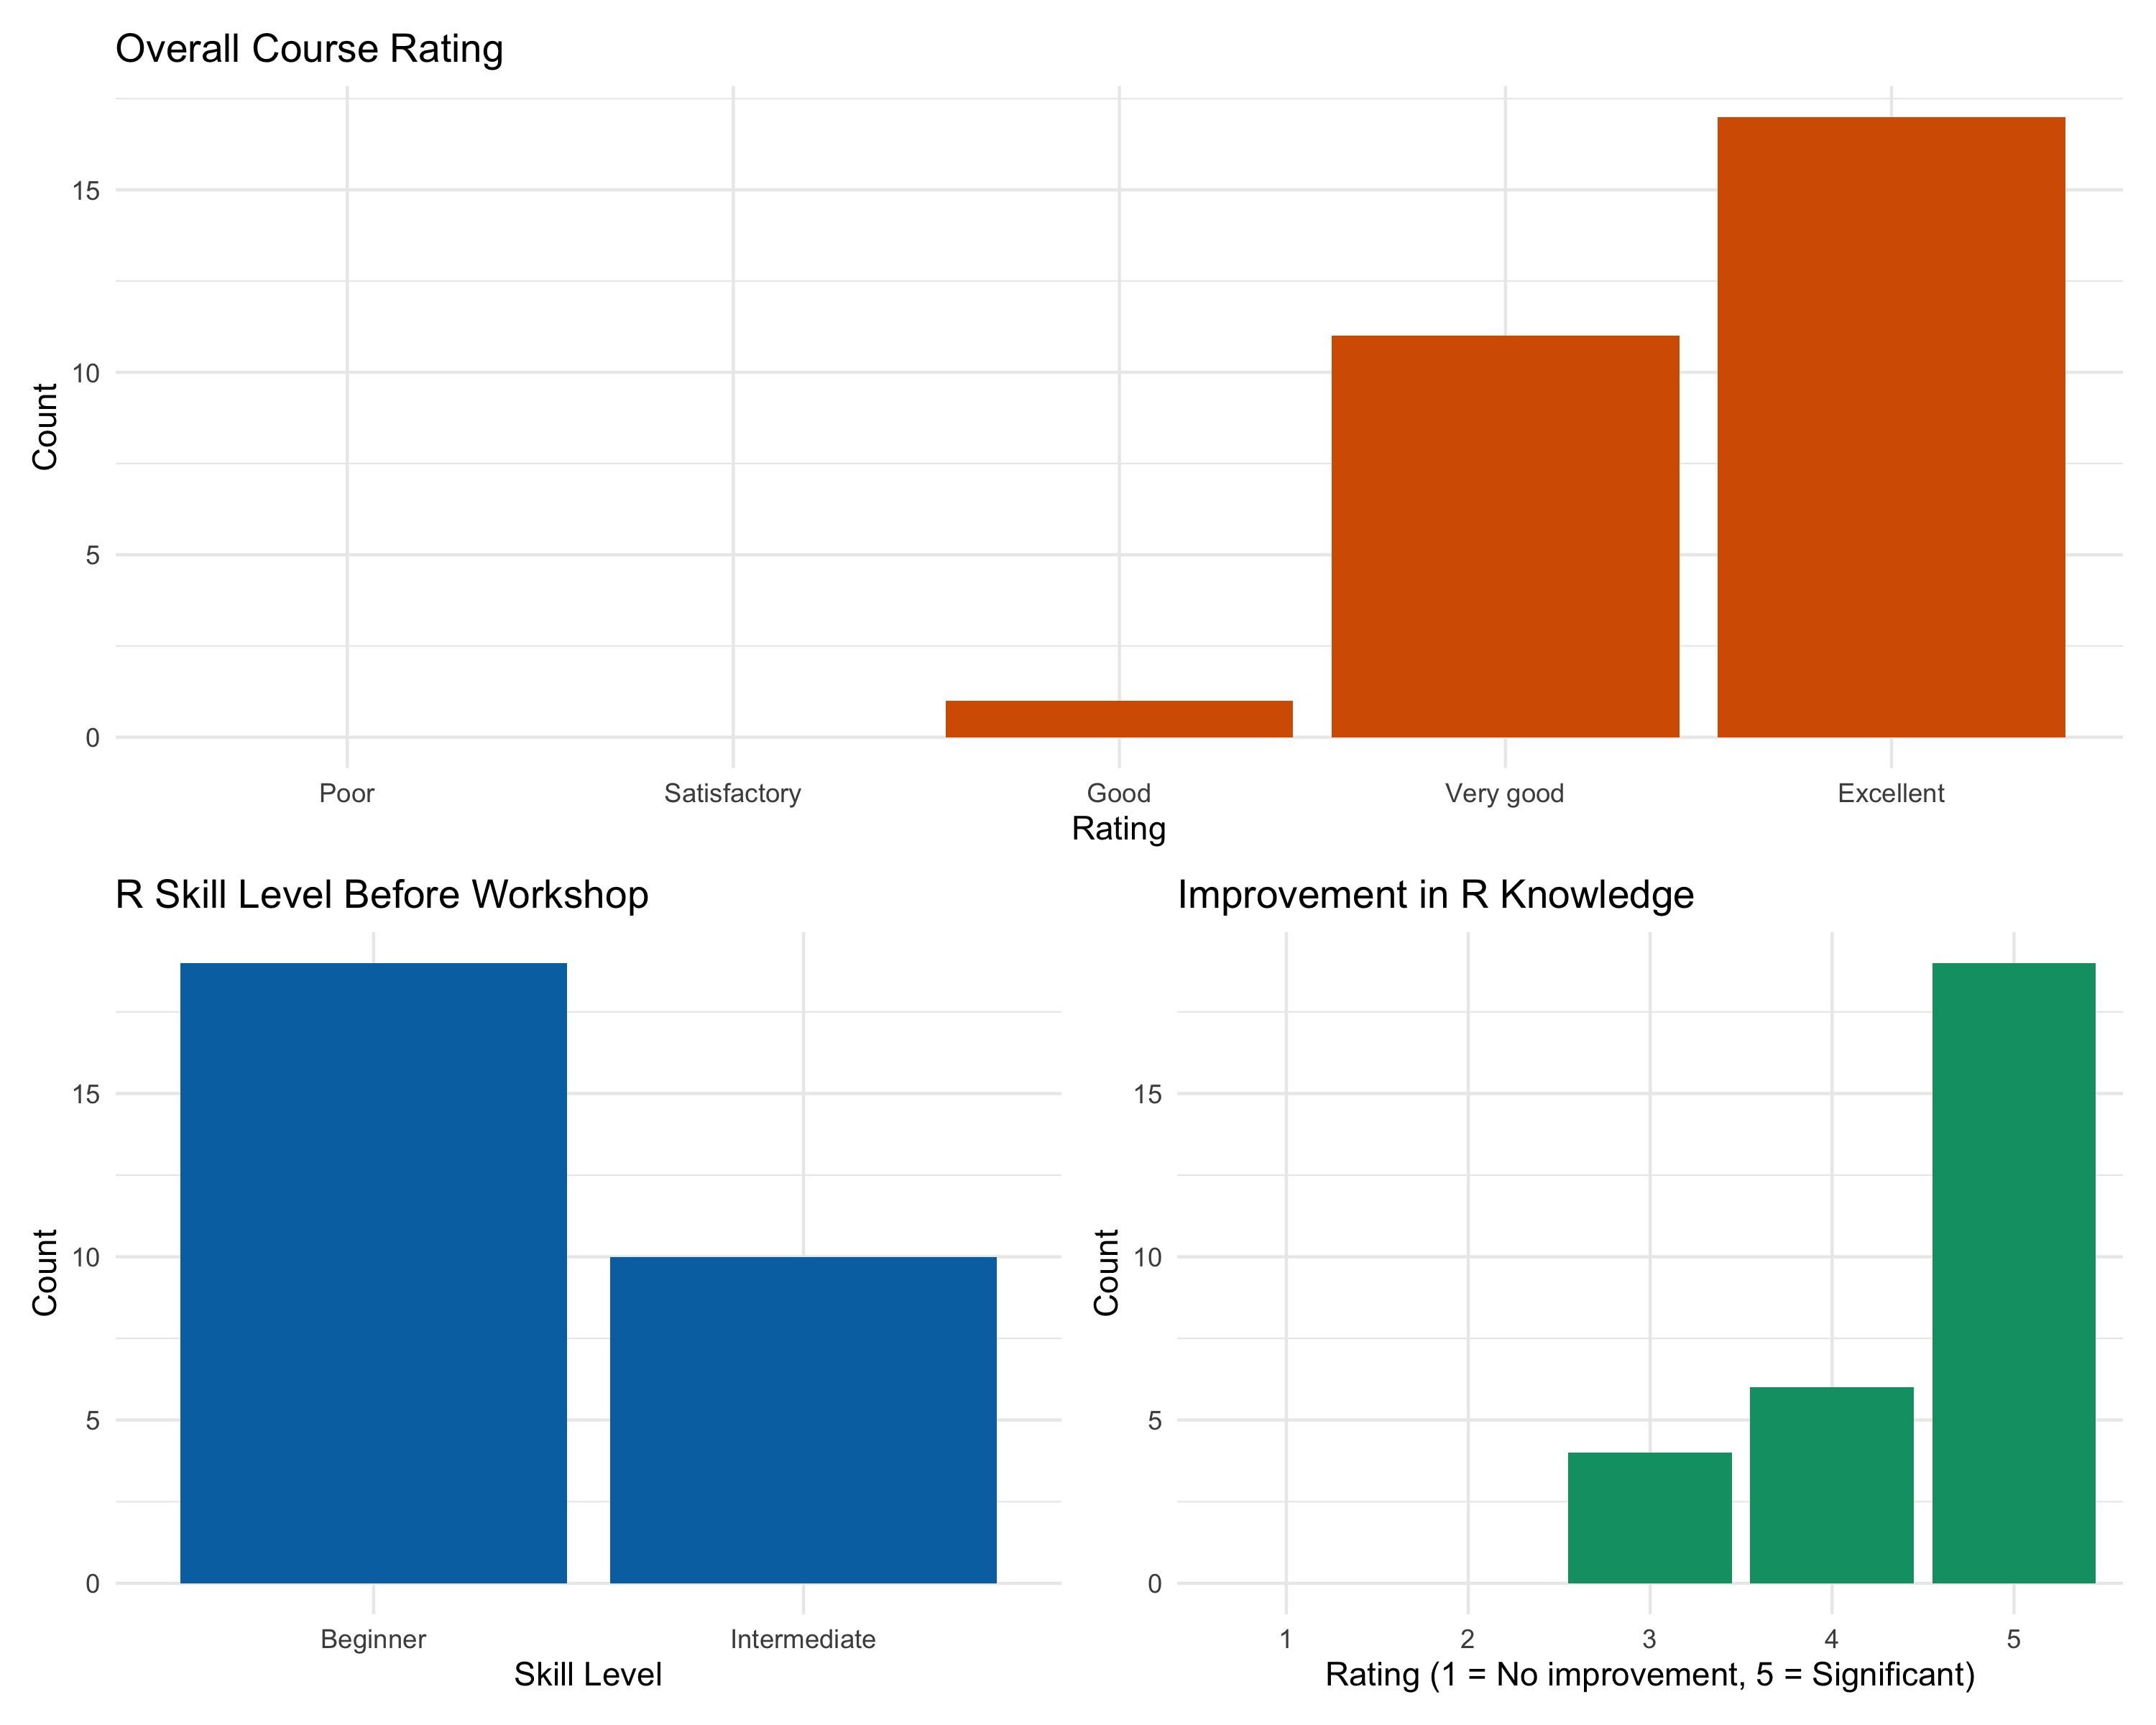 Overall Course Rating
15
10
5
0
Count
Poor Satisfactory Good Very good Excellent
Rating
R Skill Level Before Workshop
15
10
5
0
Count
Beginner Intermediate
Skill Level
Improvement in R Knowledge
15
10
5
0
Count
1 2 3 4 5
Rating (1 = No improvement, 5 = Significant)